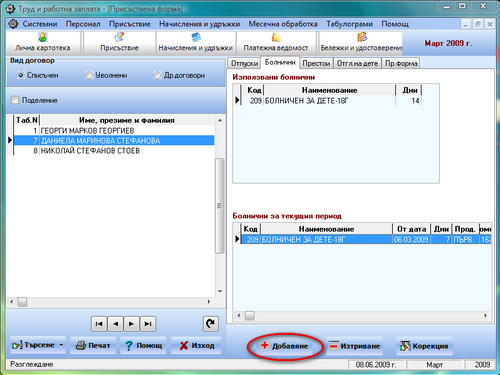 Труд и работна заплата - [Присъствена форма]
Системни Персонал Присъствие Начисления и удръжки Месечна обработка Табулограми Помощ
Лична картотека Присъствие Начисления и удръжки Платежна ведомост Бележки и удостоверени Март 2009 г.
Вид договор
Списъчен Уволнени Др.договори
Поделение
Таб.N Име, презиме и фамилия
1 ГЕОРГИ МАРКОВ ГЕОРГИЕВ
7 ДАНИЕЛА МАРИНОВА СТЕФАНОВА
8 НИКОЛАЙ СТЕФАНОВ СТОЕВ
Отпуски Болнични Престои Отгл.на дете Пр.форма
Използвани болнични
Код Наименование Дни
209 БОЛНИЧЕН ЗА ДЕТЕ-18Г 14
Болнични за текущия период
Код Наименование От дата Дни Прод. оме
209 БОЛНИЧЕН ЗА ДЕТЕ-18Г 06.03.2009 7 ПЪРВ. 162
Търсене Печат Помощ Изход Добавяне Изтриване Корекция
Разглеждане 08.06.2009 г. Март 2009